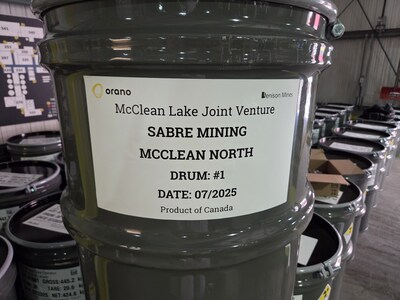 orano
Denison Mines
McClean Lake Joint Venture
SABRE MINING
MCCLEAN NORTH
DRUM: #1
DATE: 07/2025
Product of Canada